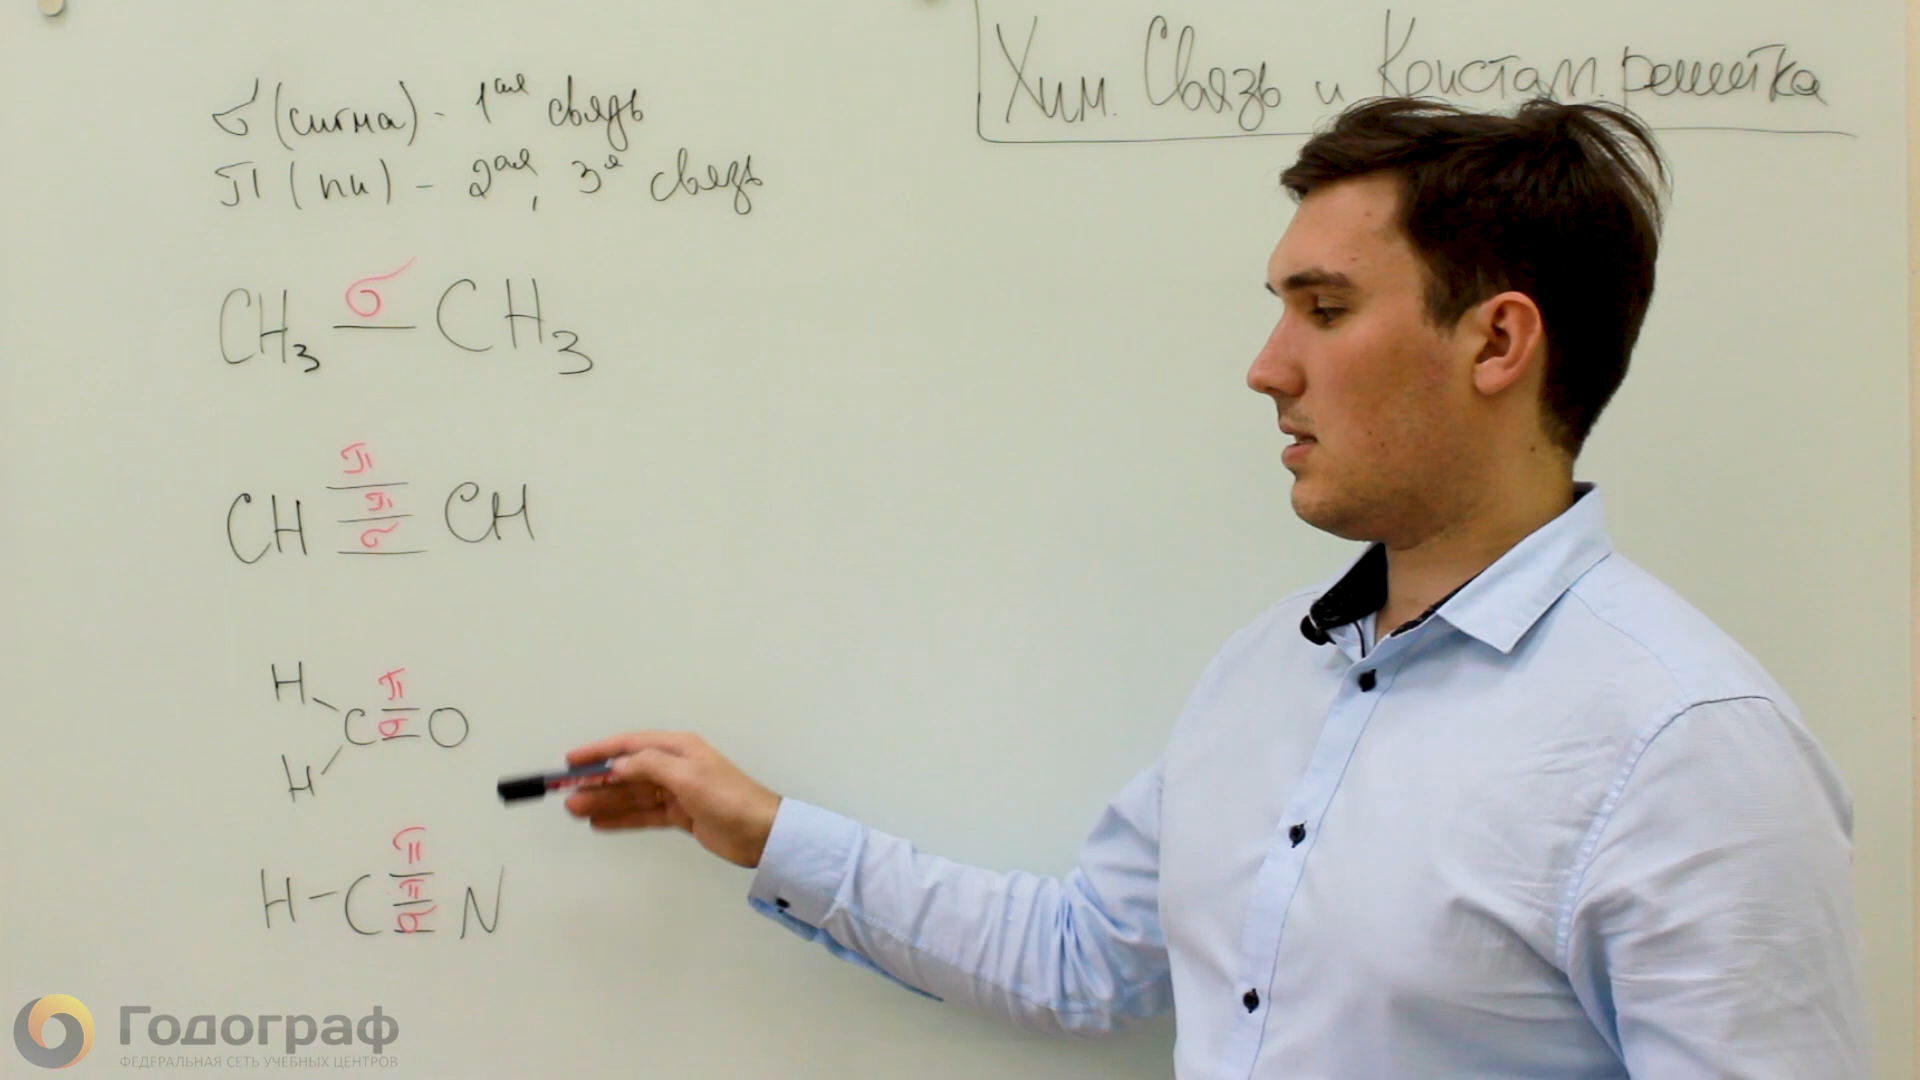 Хим. Связь и Кристал. решетка
σ (сигма) - 1ая связь
π (пи) - 2ая, 3я связь
σ
CH₃ — CH₃
π
π
σ
CH ≡ CH
H
π
σ
C = O
H
π
π
σ
H - C ≡ N
Годограф
ФЕДЕРАЛЬНАЯ СЕТЬ УЧЕБНЫХ ЦЕНТРОВ